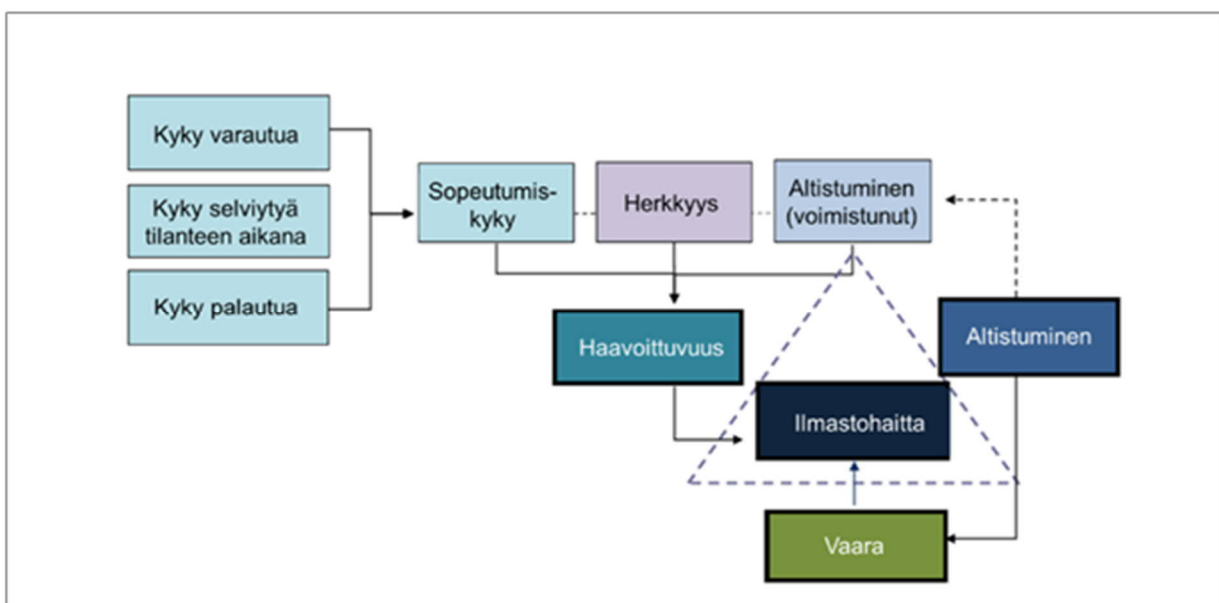 Kyky varautua
Kyky selviytyä
tilanteen aikana
Kyky palautua
Sopeutumis-
kyky
Herkkyys
Altistuminen
(voimistunut)
Haavoittuvuus
Altistuminen
Ilmastohaitta
Vaara